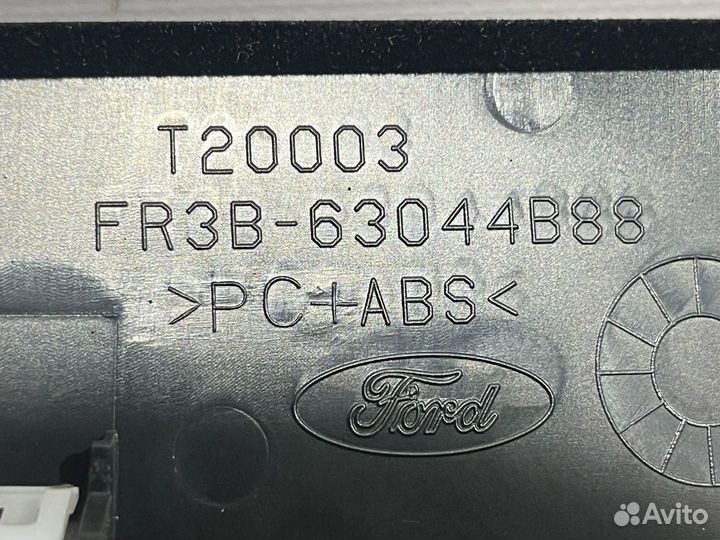 T20003
FR3B-63044B88
>PC+ABS<
Ford
Avito